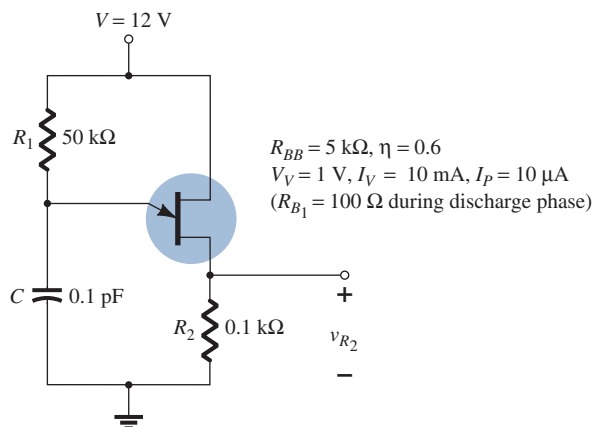 V = 12 V
R1 50 kΩ
RBB = 5 kΩ, η = 0.6
VV = 1 V, IV = 10 mA, IP = 10 μA
(RB1 = 100 Ω during discharge phase)
C 0.1 pF
R2 0.1 kΩ
+
vR2
–